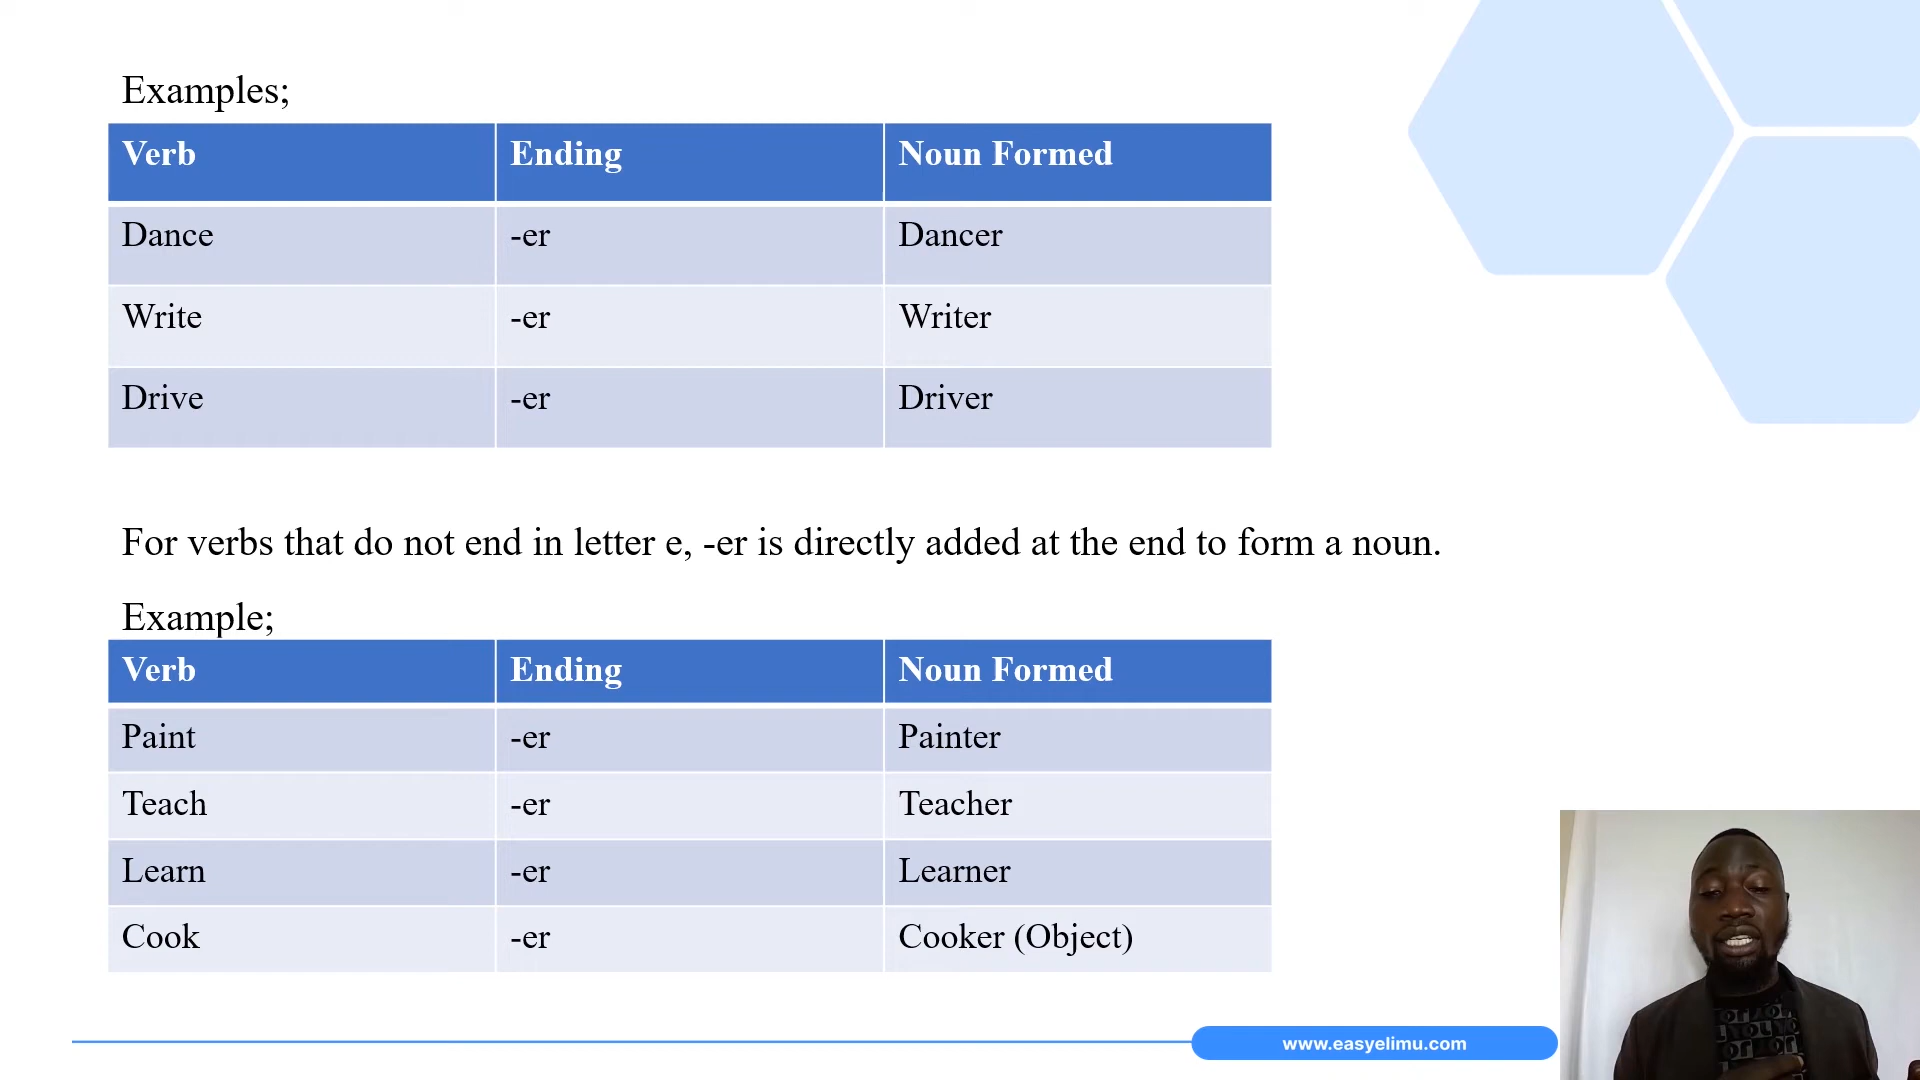 Examples;
Verb Ending Noun Formed
Dance -er Dancer
Write -er Writer
Drive -er Driver
For verbs that do not end in letter e, -er is directly added at the end to form a noun.
Example;
Verb Ending Noun Formed
Paint -er Painter
Teach -er Teacher
Learn -er Learner
Cook -er Cooker (Object)
www.easyelimu.com